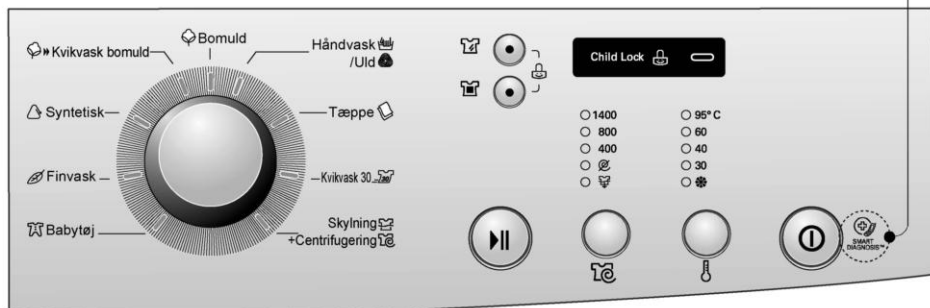 Kvikvask bomuld
Bomuld
Håndvask
/Uld
Syntetisk
Tæppe
Finvask
Kvikvask 30
Babytøj
Skylning
+Centrifugering
Child Lock
1400
800
400
95° C
60
40
30
SMART
DIAGNOSIS™